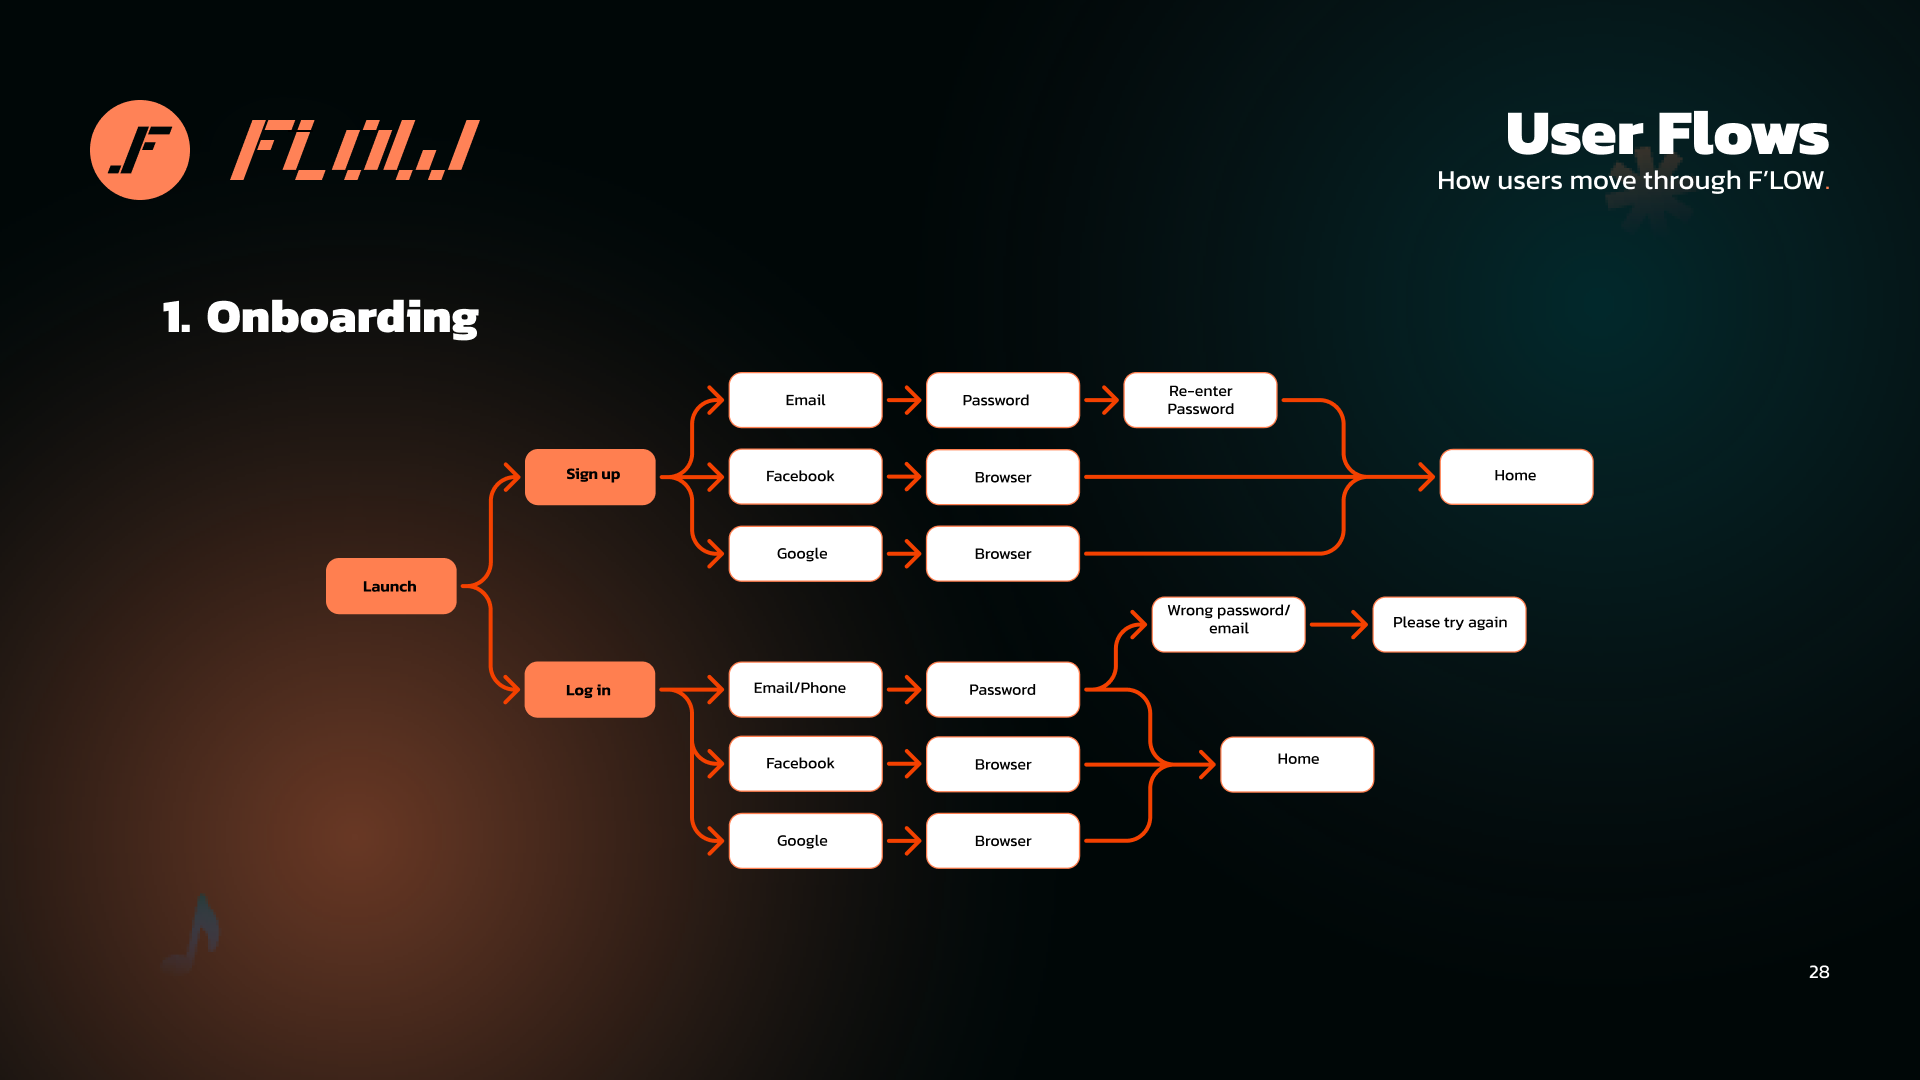 FLOW
User Flows
How users move through F'LOW.
1. Onboarding
Email
Password
Re-enter
Password
Sign up
Facebook
Browser
Home
Google
Browser
Launch
Wrong password/
email
Please try again
Log in
Email/Phone
Password
Facebook
Browser
Home
Google
Browser
28